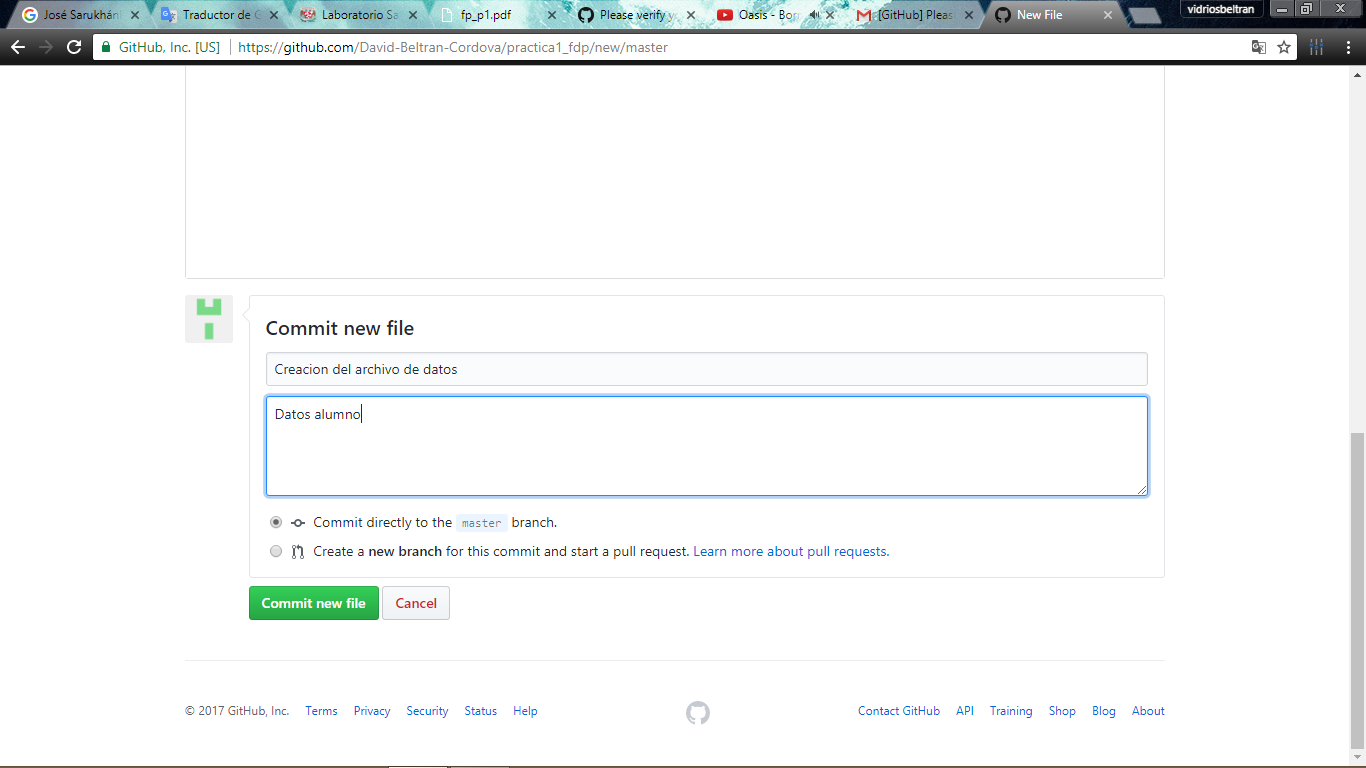 José Sarukhán
Traductor de G
Laboratorio Sa
fp_p1.pdf
Please verify y
Oasis - Bor
[GitHub] Pleas
New File
vidriosbeltran
GitHub, Inc. [US]
https://github.com/David-Beltran-Cordova/practica1_fdp/new/master
Commit new file
Creacion del archivo de datos
Datos alumno
Commit directly to the master branch.
Create a new branch for this commit and start a pull request. Learn more about pull requests.
Commit new file
Cancel
© 2017 GitHub, Inc. Terms Privacy Security Status Help
Contact GitHub API Training Shop Blog About